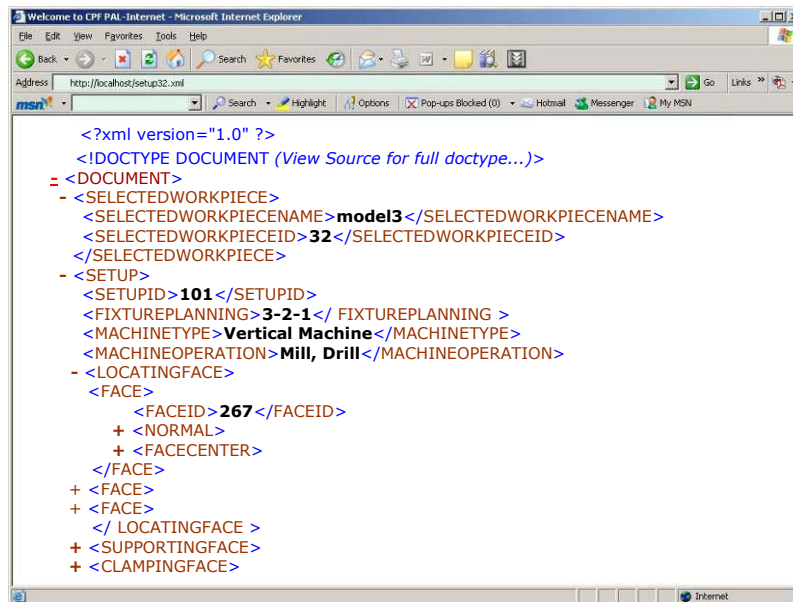 Welcome to CPF PAL-Internet - Microsoft Internet Explorer
File Edit View Favorites Tools Help
Back Search Favorites
Address http://localhost/setup32.xml Go Links »
msn Search Highlight Options Pop-ups Blocked (0) Hotmail Messenger My MSN
<?xml version="1.0" ?>
<!DOCTYPE DOCUMENT (View Source for full doctype...)>
- <DOCUMENT>
- <SELECTEDWORKPIECE>
<SELECTEDWORKPIECENAME>model3</SELECTEDWORKPIECENAME>
<SELECTEDWORKPIECEID>32</SELECTEDWORKPIECEID>
</SELECTEDWORKPIECE>
- <SETUP>
<SETUPID>101</SETUPID>
<FIXTUREPLANNING>3-2-1</ FIXTUREPLANNING >
<MACHINETYPE>Vertical Machine</MACHINETYPE>
<MACHINEOPERATION>Mill, Drill</MACHINEOPERATION>
- <LOCATINGFACE>
<FACE>
<FACEID>267</FACEID>
+ <NORMAL>
+ <FACECENTER>
</FACE>
+ <FACE>
+ <FACE>
</ LOCATINGFACE >
+ <SUPPORTINGFACE>
+ <CLAMPINGFACE>
Internet